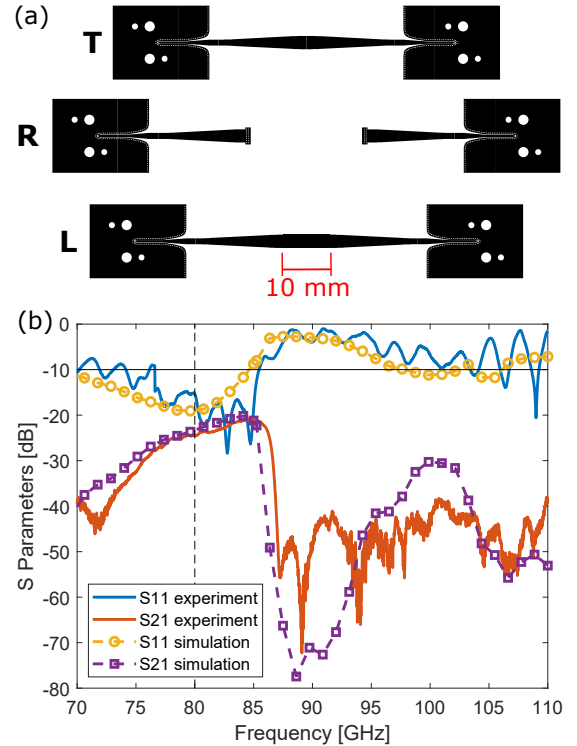 (a)
T
R
L
10 mm
(b)
0
-10
-20
-30
-40
-50
-60
-70
-80
S Parameters [dB]
S11 experiment
S21 experiment
S11 simulation
S21 simulation
70 75 80 85 90 95 100 105 110
Frequency [GHz]